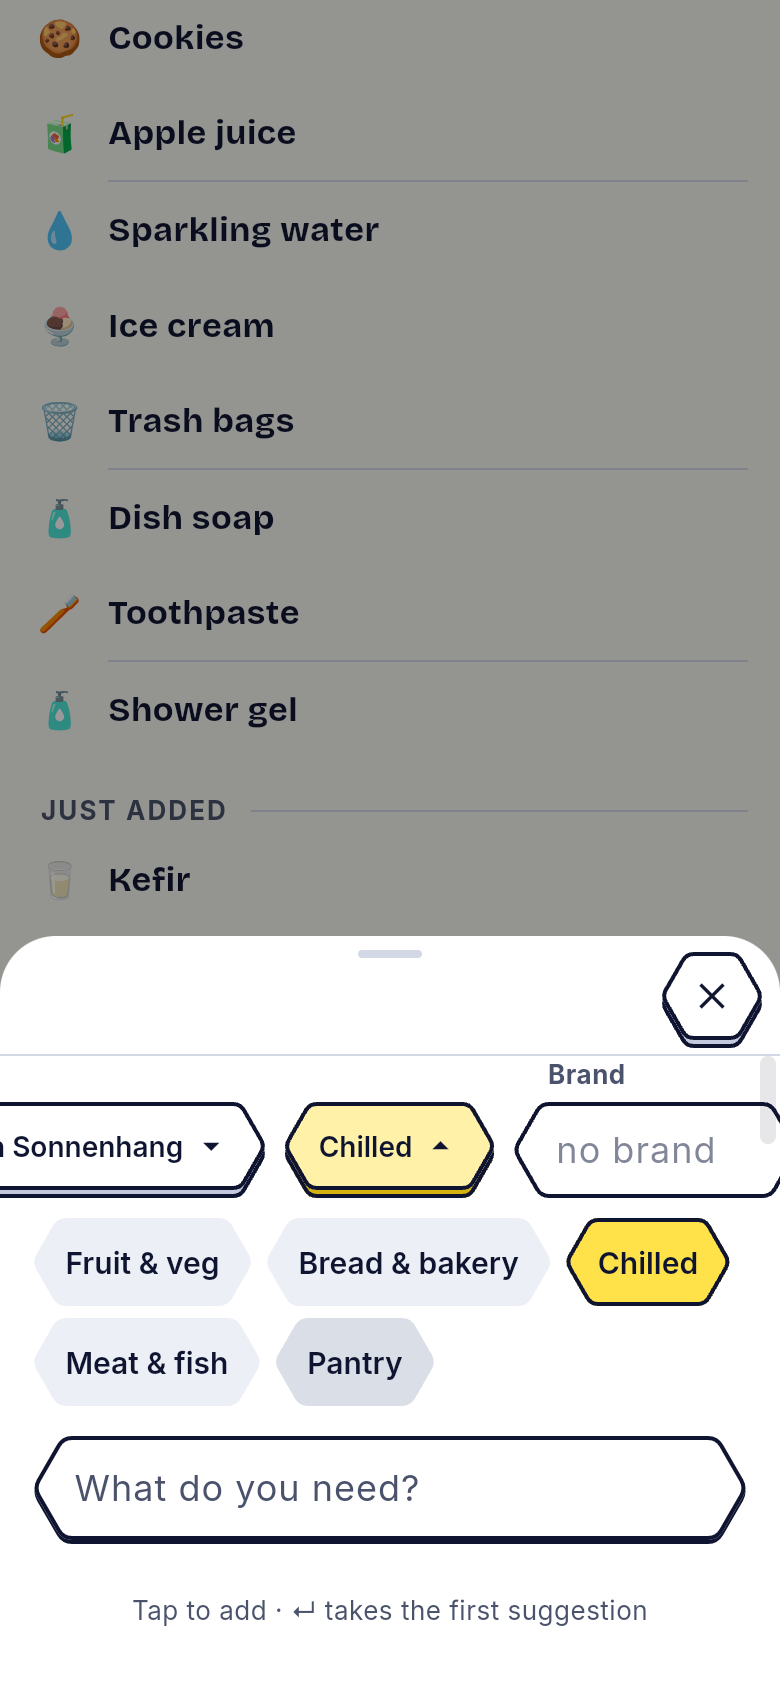 Cookies
Apple juice
Sparkling water
Ice cream
Trash bags
Dish soap
Toothpaste
Shower gel
JUST ADDED
Kefir
Brand
Sonnenhang
Chilled
no brand
Fruit & veg
Bread & bakery
Chilled
Meat & fish
Pantry
What do you need?
Tap to add · ↵ takes the first suggestion